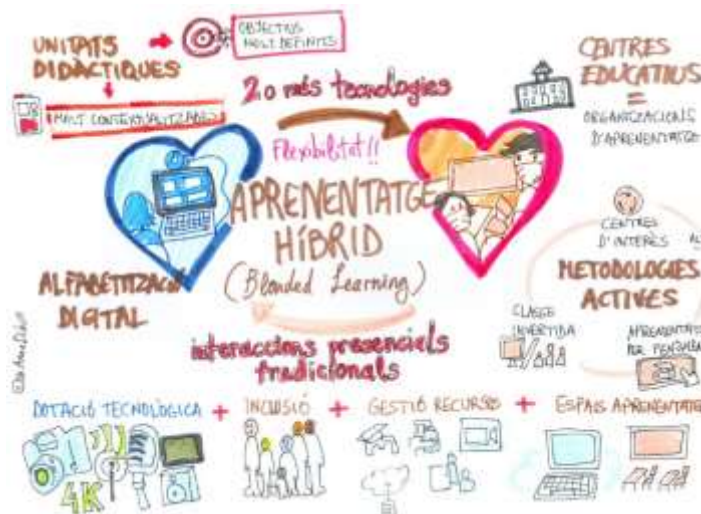 UNITATS
DIDÀCTIQUES
OBJECTIUS
MOLT DEFINITS
MOLT CONTEXTUALITZADES
2 o més tecnologies
Flexibilitat!!
CENTRES
EDUCATIUS
=
ORGANITZACIONS
D'APRENENTATGE
APRENENTATGE
HÍBRID
(Blended Learning)
ALFABETITZACIÓ
DIGITAL
CENTRES
D'INTERÈS
METODOLOGIES
ACTIVES
CLASSE
INVERTIDA
APRENENTATGE
PER
interaccions presencials
tradicionals
DOTACIÓ TECNOLÒGICA + INCLUSIÓ + GESTIÓ RECURSOS + ESPAIS APRENENTATGE
4K